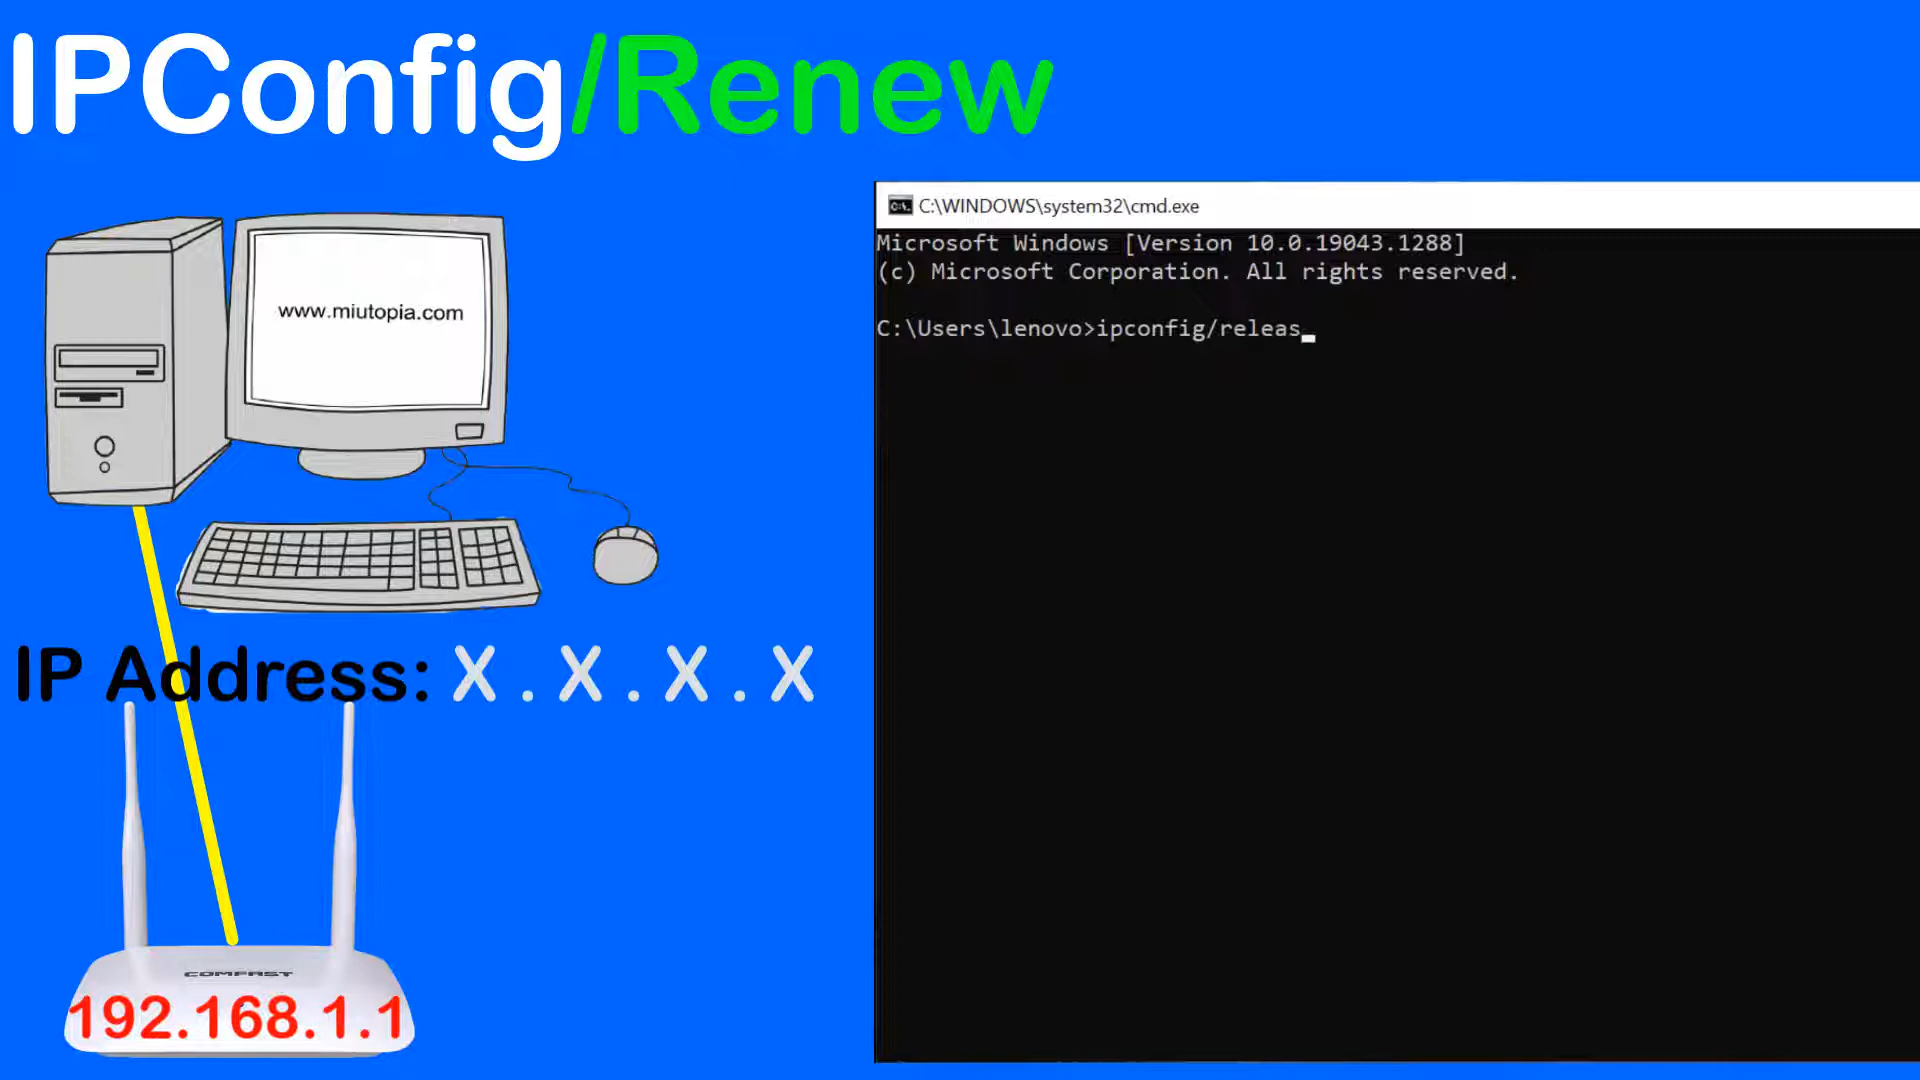 IPConfig/Renew
www.miutopia.com
C:\WINDOWS\system32\cmd.exe
Microsoft Windows [Version 10.0.19043.1288]
(c) Microsoft Corporation. All rights reserved.
C:\Users\lenovo>ipconfig/releas
IP Address: X . X . X . X
COMFAST
192.168.1.1